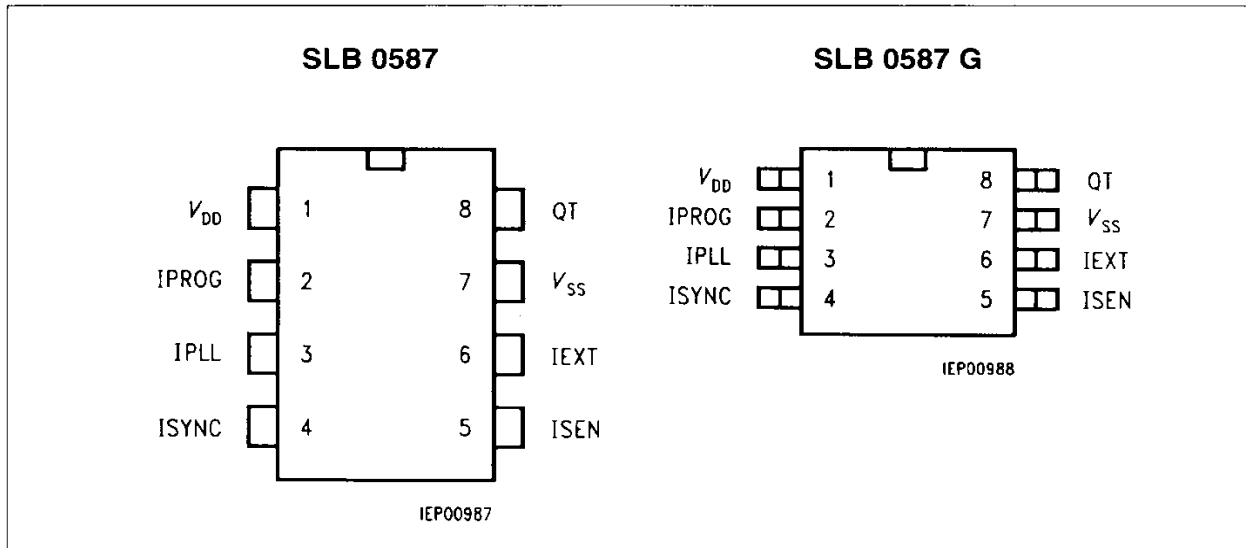 SLB 0587
V_DD 1 8 QT
IPROG 2 7 V_SS
IPLL 3 6 IEXT
ISYNC 4 5 ISEN
IEP00987
SLB 0587 G
V_DD 1 8 QT
IPROG 2 7 V_SS
IPLL 3 6 IEXT
ISYNC 4 5 ISEN
IEP00988